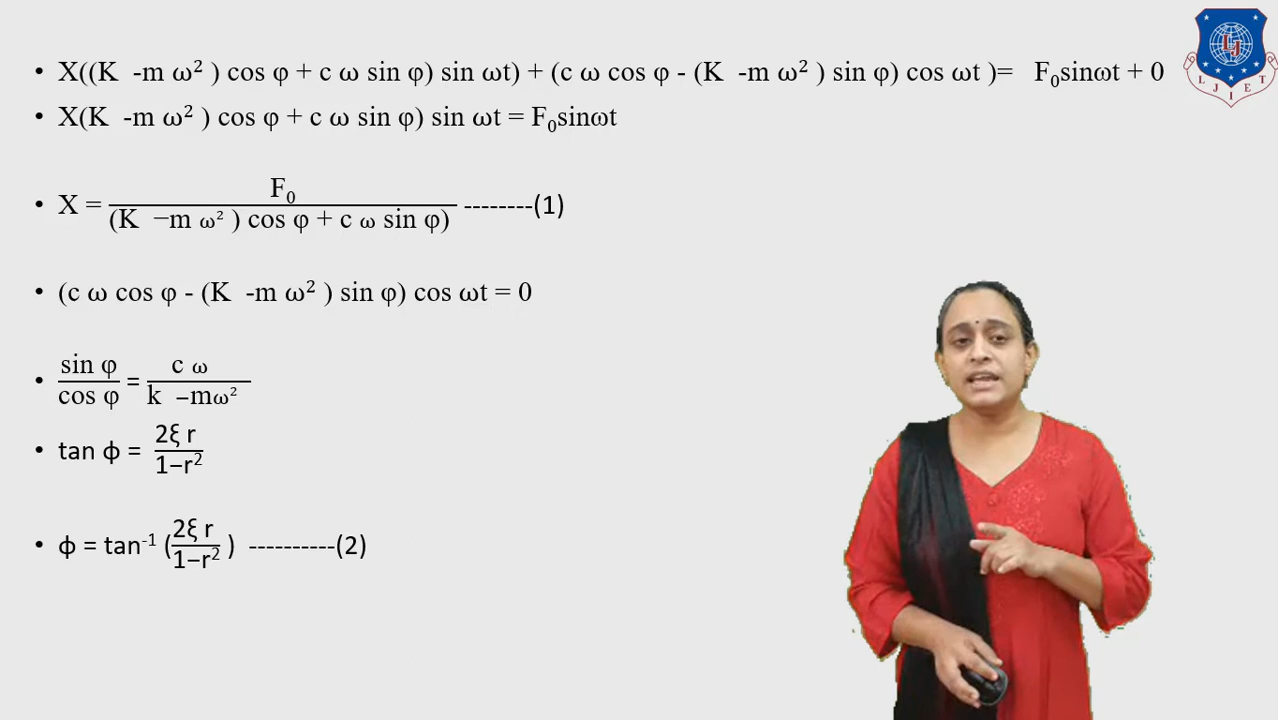 • X((K -m ω² ) cos φ + c ω sin φ) sin ωt) + (c ω cos φ - (K -m ω² ) sin φ) cos ωt )= F₀sinωt + 0
• X(K -m ω² ) cos φ + c ω sin φ) sin ωt = F₀sinωt
• X = F₀ / (K −m ω² ) cos φ + c ω sin φ) --------(1)
• (c ω cos φ - (K -m ω² ) sin φ) cos ωt = 0
• sin φ / cos φ = c ω / k −mω²
• tan ф = 2ξ r / 1−r²
• ф = tan⁻¹ (2ξ r / 1−r² ) ----------(2)
LJ
L J I E T